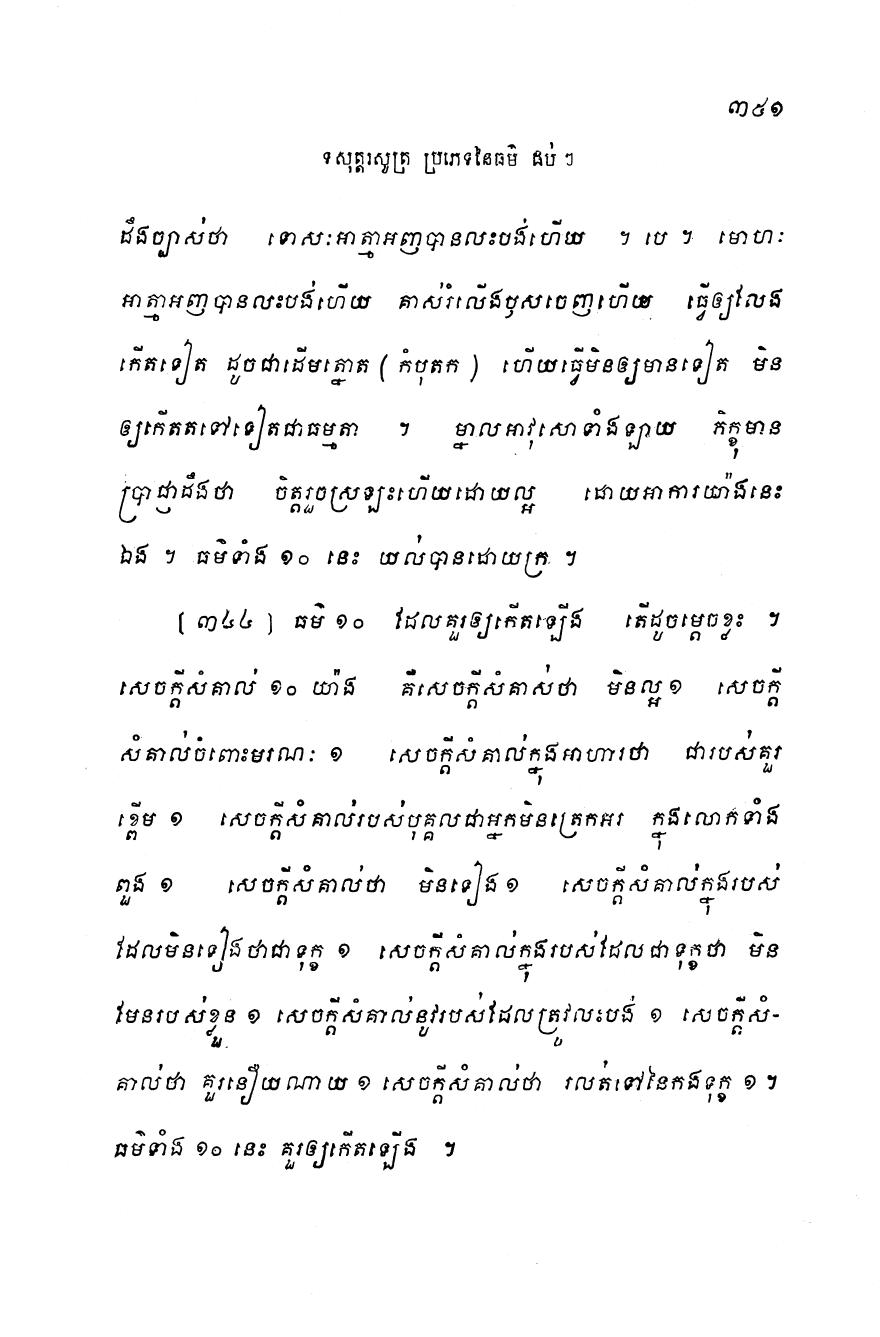 ៣៥១
ទសុត្តរសូត្រ ប្រភេទនៃធម៌ ដប់ ៗ
ដឹងច្បាស់ថា ទោសៈអាត្មាអញបានលះបង់ហើយ ។ បេ ។ មោហៈ
អាត្មាអញបានលះបង់ហើយ គាស់រំលើងឫសចេញហើយ ធ្វើឲ្យលែង
កើតទៀត ដូចជាដើមត្នោត ( កំបុតក ) ហើយធ្វើមិនឲ្យមានទៀត មិន
ឲ្យកើតតទៅទៀតជាធម្មតា ។ ម្នាលអាវុសោទាំងឡាយ ភិក្ខុមាន
ប្រាជ្ញាដឹងថា ចិត្តរួចស្រឡះហើយដោយល្អ ដោយអាការយ៉ាងនេះ
ឯង ។ ធម៌ទាំង ១០ នេះ យល់បានដោយក្រ ។
[ ៣៤៤ ] ធម៌ ១០ ដែលគួរឲ្យកើតឡើង តើដូចម្តេចខ្លះ ។
សេចក្តីសំគាល់ ១០ យ៉ាង គឺសេចក្តីសំគាល់ថា មិនល្អ ១ សេចក្តី
សំគាល់ចំពោះមរណៈ ១ សេចក្តីសំគាល់ក្នុងអាហារថា ជារបស់គួរ
ខ្ពើម ១ សេចក្តីសំគាល់របស់បុគ្គលជាអ្នកមិនត្រេកអរ ក្នុងលោកទាំង
ពួង ១ សេចក្តីសំគាល់ថា មិនទៀង ១ សេចក្តីសំគាល់ក្នុងរបស់
ដែលមិនទៀងថាជាទុក្ខ ១ សេចក្តីសំគាល់ក្នុងរបស់ដែលជាទុក្ខថា មិន
មែនរបស់ខ្លួន ១ សេចក្តីសំគាល់នូវរបស់ដែលត្រូវលះបង់ ១ សេចក្តីសំ-
គាល់ថា គួរនឿយណាយ ១ សេចក្តីសំគាល់ថា រលត់ទៅនៃកងទុក្ខ ១ ។
ធម៌ទាំង ១០ នេះ គួរឲ្យកើតឡើង ។